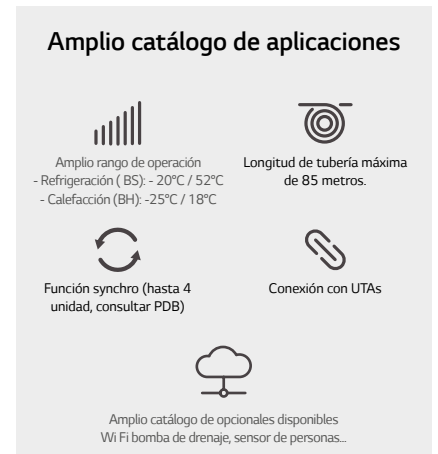 Amplio catálogo de aplicaciones
Amplio rango de operación
- Refrigeración ( BS): - 20°C / 52°C
- Calefacción (BH): -25°C / 18°C
Longitud de tubería máxima
de 85 metros.
Función synchro (hasta 4
unidad, consultar PDB)
Conexión con UTAs
Amplio catálogo de opcionales disponibles
Wi Fi bomba de drenaje, sensor de personas...